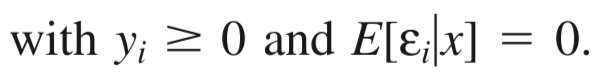 with yᵢ ≥ 0 and E[εᵢ|x] = 0.